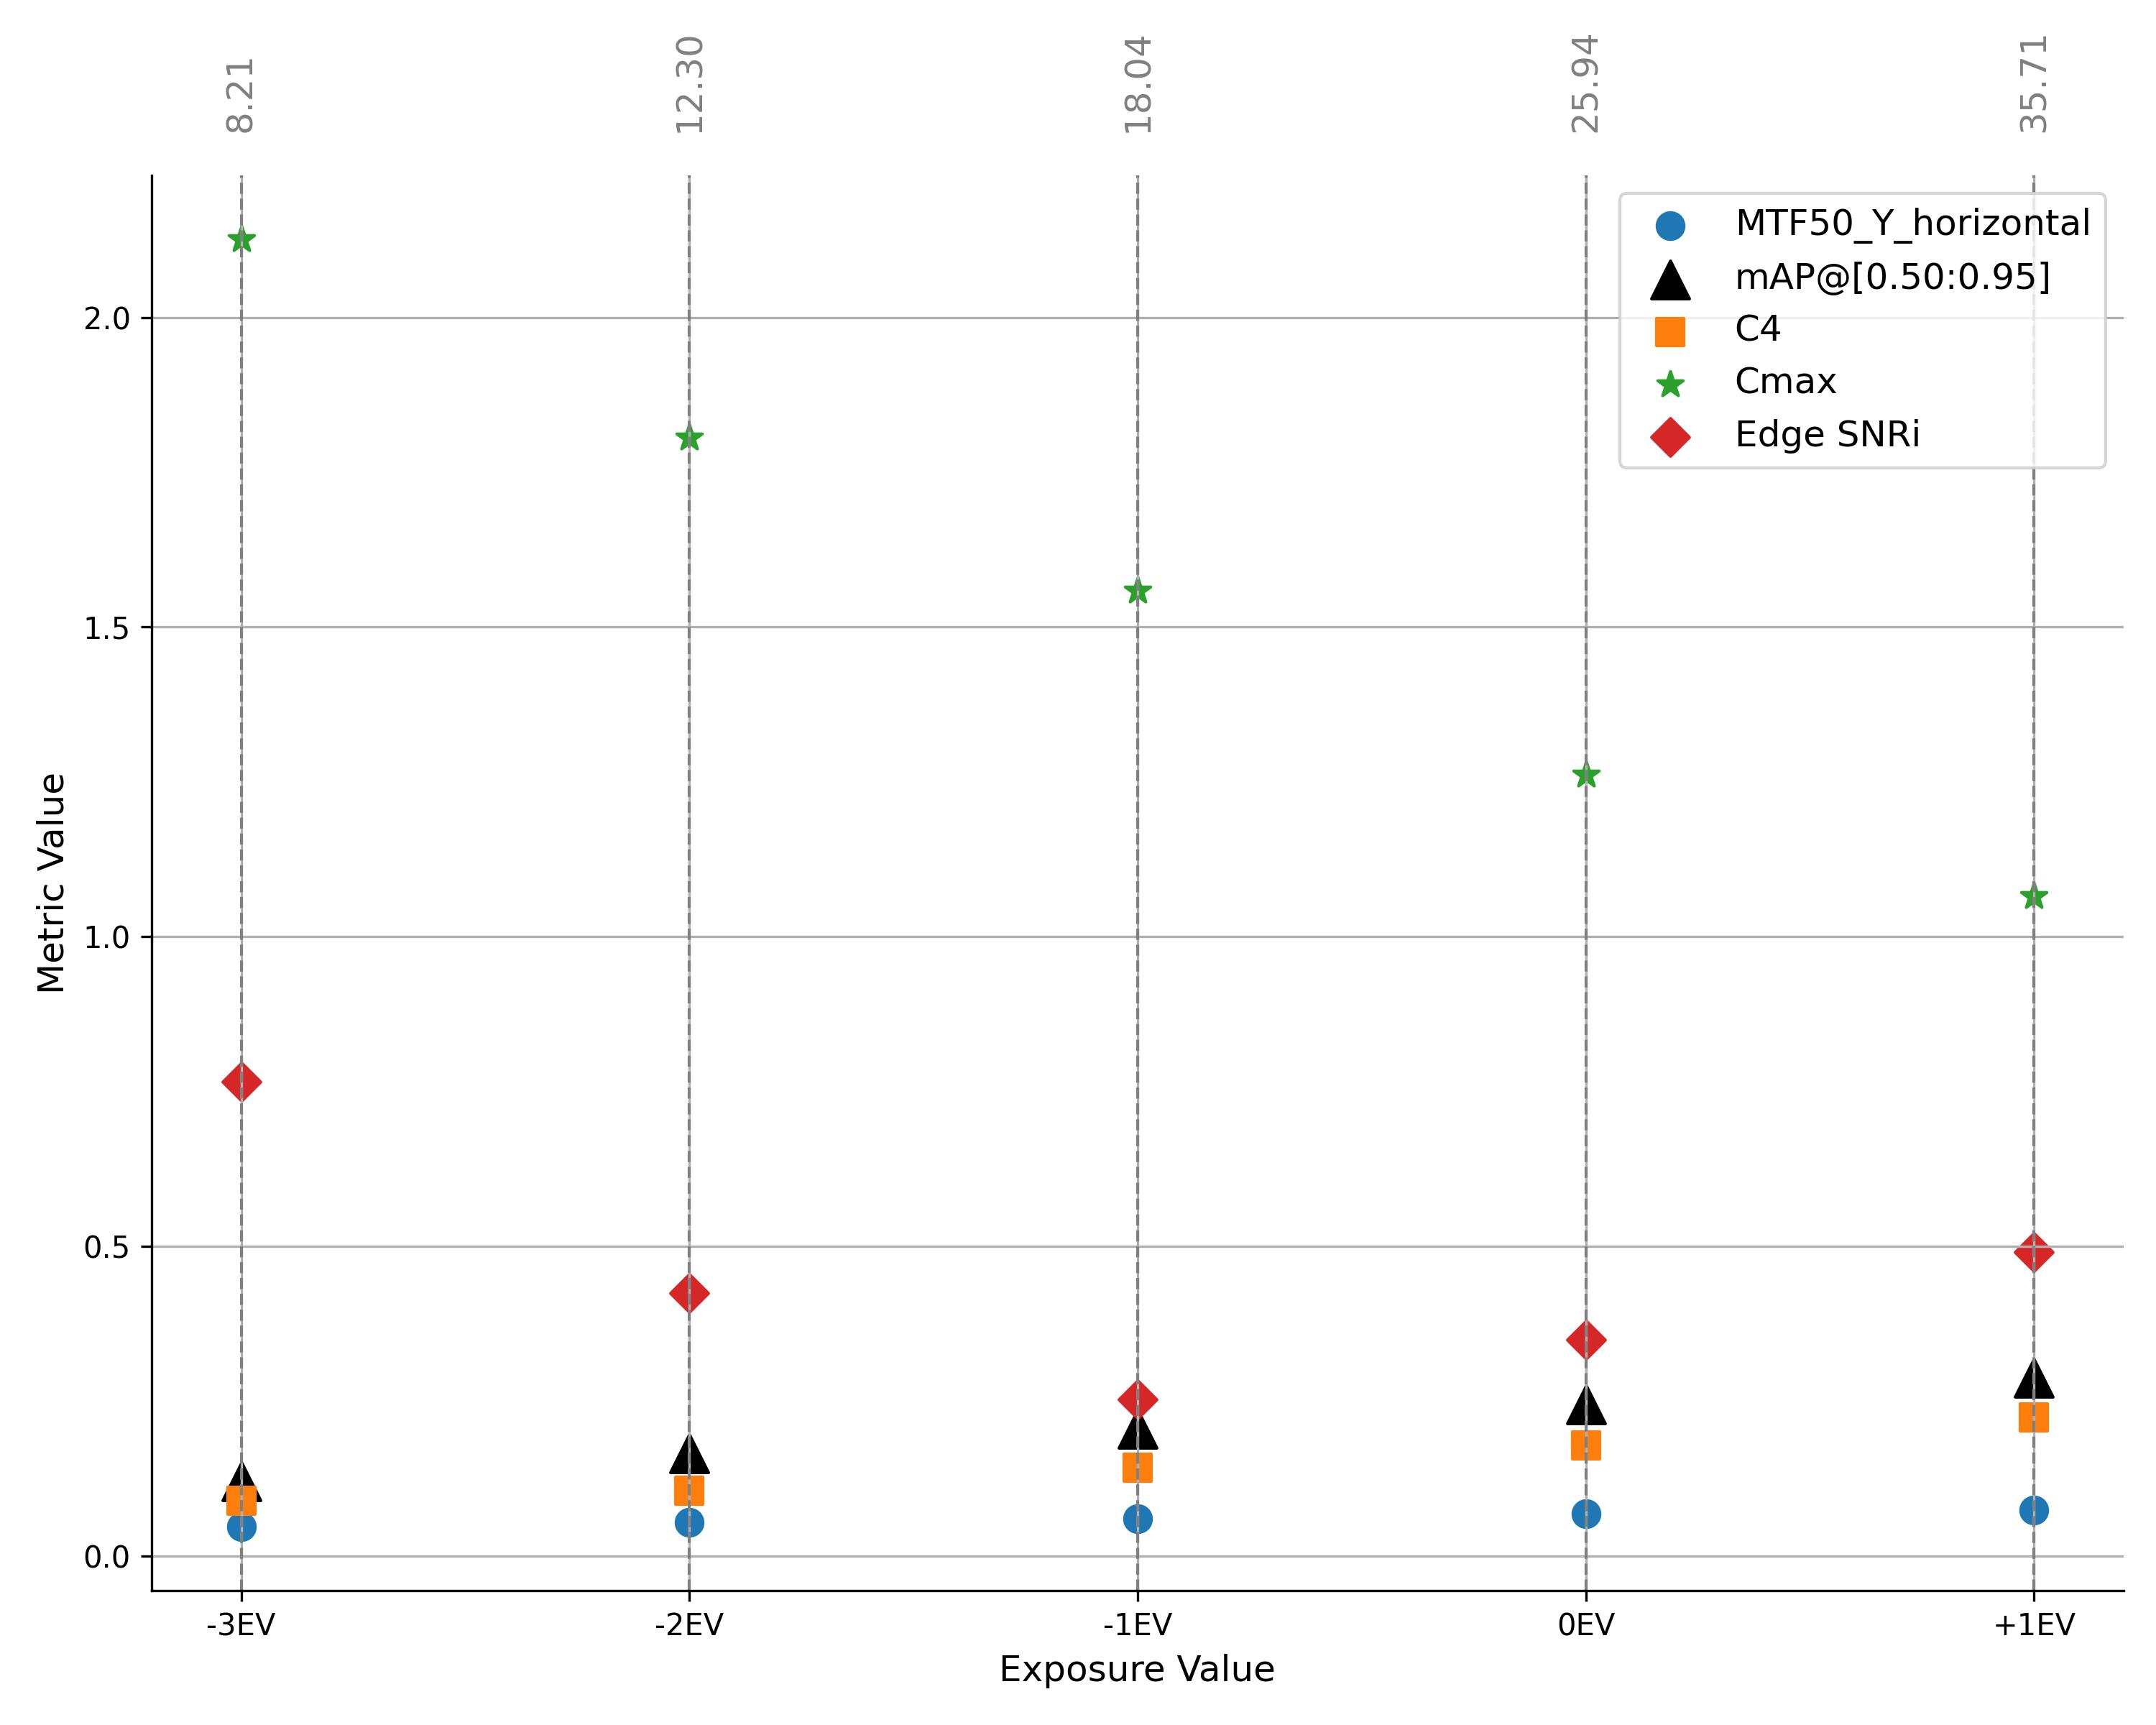 8.21
12.30
18.04
25.94
35.71
MTF50_Y_horizontal
mAP@[0.50:0.95]
C4
Cmax
Edge SNRi
2.0
1.5
1.0
0.5
0.0
Metric Value
-3EV
-2EV
-1EV
0EV
+1EV
Exposure Value